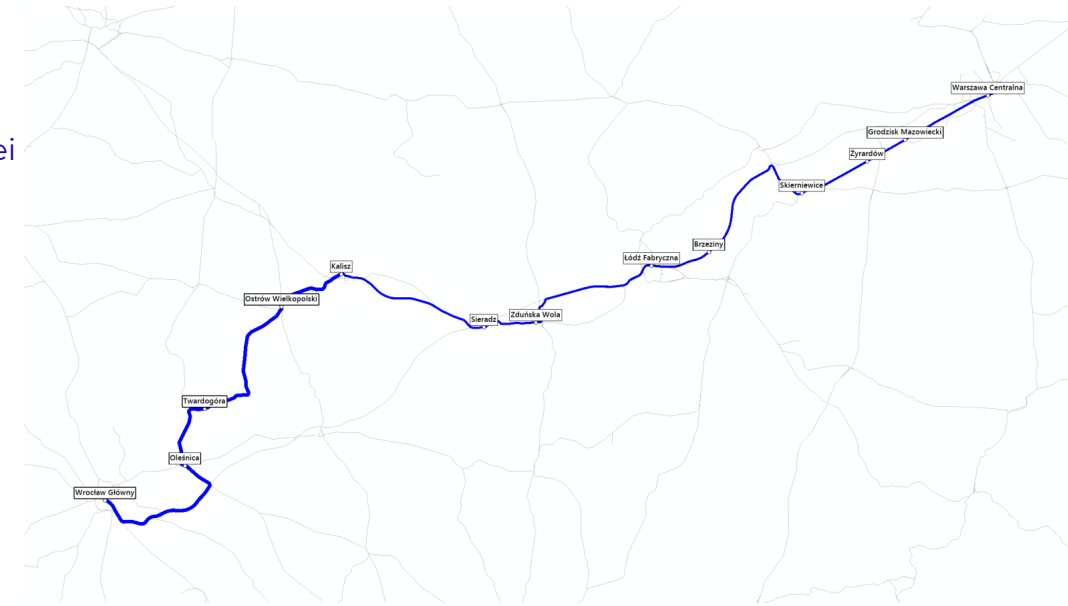 ei
Warszawa Centralna
Grodzisk Mazowiecki
Żyrardów
Skierniewice
Brzeziny
Łódź Fabryczna
Kalisz
Ostrów Wielkopolski
Zduńska Wola
Sieradz
Twardogóra
Oleśnica
Wrocław Główny